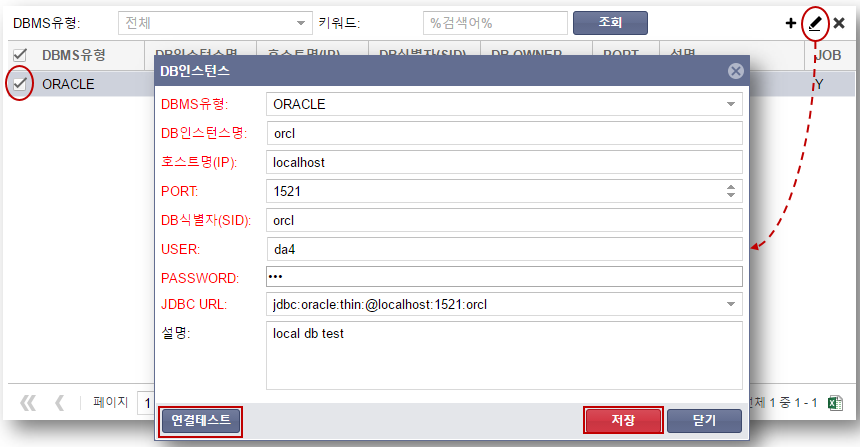 DBMS유형: 전체 키워드: %검색어% 조회
DBMS유형 DB인스턴스명 호스트명(IP) DB식별자(SID) DB OWNER PORT 설명 JOB
ORACLE Y
DB인스턴스
DBMS유형: ORACLE
DB인스턴스명: orcl
호스트명(IP): localhost
PORT: 1521
DB식별자(SID): orcl
USER: da4
PASSWORD: •••
JDBC URL: jdbc:oracle:thin:@localhost:1521:orcl
설명: local db test
연결테스트 저장 닫기
페이지 1 전체 1 중 1 - 1